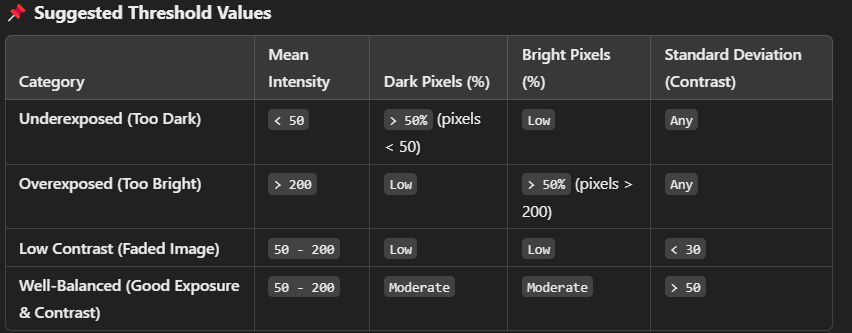 📌 Suggested Threshold Values
Category
Mean Intensity
Dark Pixels (%)
Bright Pixels (%)
Standard Deviation (Contrast)
Underexposed (Too Dark)
< 50
> 50% (pixels < 50)
Low
Any
Overexposed (Too Bright)
> 200
Low
> 50% (pixels > 200)
Any
Low Contrast (Faded Image)
50 - 200
Low
Low
< 30
Well-Balanced (Good Exposure & Contrast)
50 - 200
Moderate
Moderate
> 50